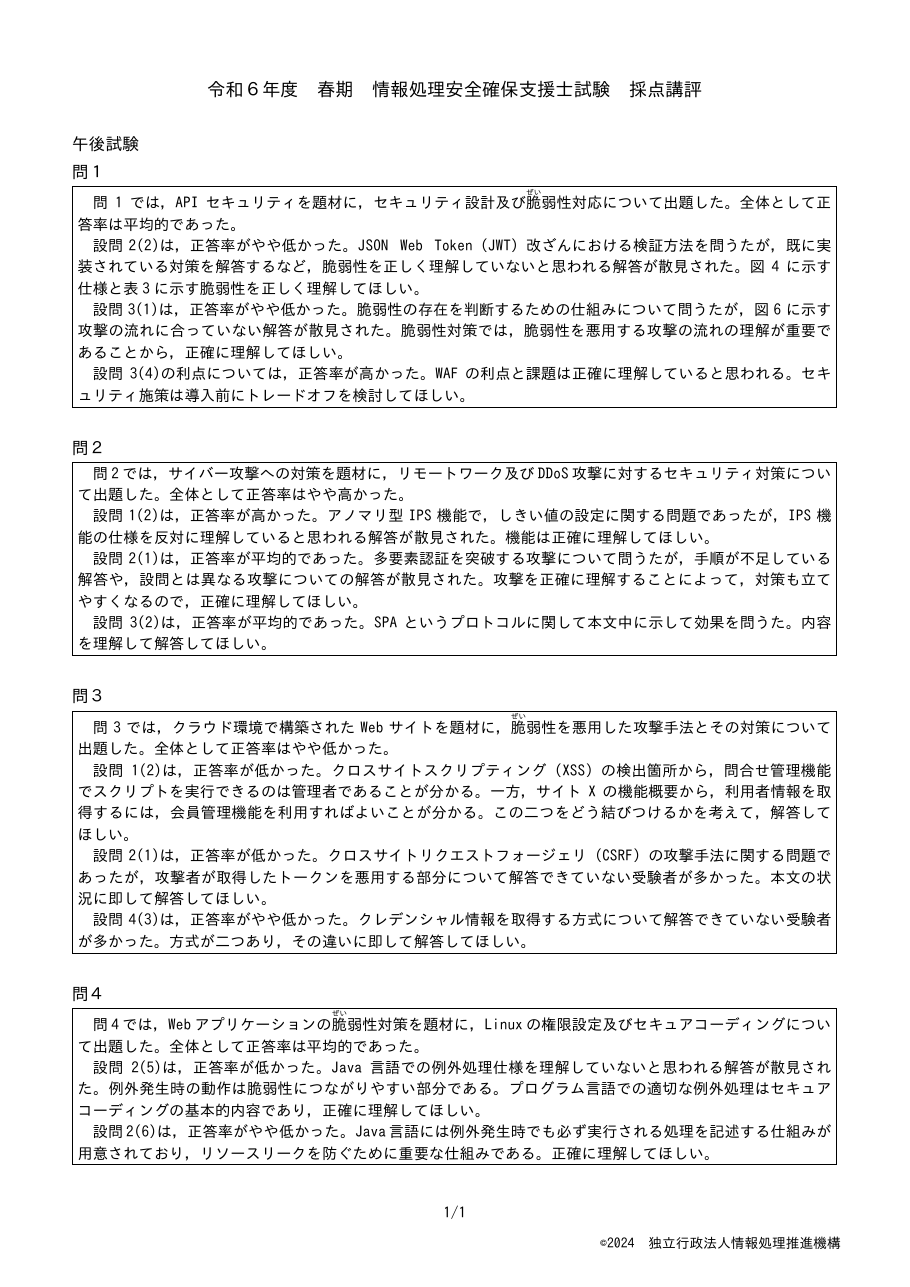 令和６年度　春期　情報処理安全確保支援士試験　採点講評
午後試験
問１
問 1 では，API セキュリティを題材に，セキュリティ設計及び脆弱性対応について出題した。全体として正
ぜい
答率は平均的であった。
設問 2(2)は，正答率がやや低かった。JSON Web Token（JWT）改ざんにおける検証方法を問うたが，既に実
装されている対策を解答するなど，脆弱性を正しく理解していないと思われる解答が散見された。図 4 に示す
仕様と表 3 に示す脆弱性を正しく理解してほしい。
設問 3(1)は，正答率がやや低かった。脆弱性の存在を判断するための仕組みについて問うたが，図 6 に示す
攻撃の流れに合っていない解答が散見された。脆弱性対策では，脆弱性を悪用する攻撃の流れの理解が重要で
あることから，正確に理解してほしい。
設問 3(4)の利点については，正答率が高かった。WAF の利点と課題は正確に理解していると思われる。セキ
ュリティ施策は導入前にトレードオフを検討してほしい。
問２
問 2 では，サイバー攻撃への対策を題材に，リモートワーク及び DDoS 攻撃に対するセキュリティ対策につい
て出題した。全体として正答率はやや高かった。
設問 1(2)は，正答率が高かった。アノマリ型 IPS 機能で，しきい値の設定に関する問題であったが，IPS 機
能の仕様を反対に理解していると思われる解答が散見された。機能は正確に理解してほしい。
設問 2(1)は，正答率が平均的であった。多要素認証を突破する攻撃について問うたが，手順が不足している
解答や，設問とは異なる攻撃についての解答が散見された。攻撃を正確に理解することによって，対策も立て
やすくなるので，正確に理解してほしい。
設問 3(2)は，正答率が平均的であった。SPA というプロトコルに関して本文中に示して効果を問うた。内容
を理解して解答してほしい。
問３
問 3 では，クラウド環境で構築された Web サイトを題材に，脆弱性を悪用した攻撃手法とその対策について
ぜい
出題した。全体として正答率はやや低かった。
設問 1(2)は，正答率が低かった。クロスサイトスクリプティング（XSS）の検出箇所から，問合せ管理機能
でスクリプトを実行できるのは管理者であることが分かる。一方，サイト X の機能概要から，利用者情報を取
得するには，会員管理機能を利用すればよいことが分かる。この二つをどう結びつけるかを考えて，解答して
ほしい。
設問 2(1)は，正答率が低かった。クロスサイトリクエストフォージェリ（CSRF）の攻撃手法に関する問題で
あったが，攻撃者が取得したトークンを悪用する部分について解答できていない受験者が多かった。本文の状
況に即して解答してほしい。
設問 4(3)は，正答率がやや低かった。クレデンシャル情報を取得する方式について解答できていない受験者
が多かった。方式が二つあり，その違いに即して解答してほしい。
問４
問 4 では，Web アプリケーションの脆弱性対策を題材に，Linux の権限設定及びセキュアコーディングについ
ぜい
て出題した。全体として正答率は平均的であった。
設問 2(5)は，正答率が低かった。Java 言語での例外処理仕様を理解していないと思われる解答が散見され
た。例外発生時の動作は脆弱性につながりやすい部分である。プログラム言語での適切な例外処理はセキュア
コーディングの基本的内容であり，正確に理解してほしい。
設問 2(6)は，正答率がやや低かった。Java 言語には例外発生時でも必ず実行される処理を記述する仕組みが
用意されており，リソースリークを防ぐために重要な仕組みである。正確に理解してほしい。
1/1
©2024　独立行政法人情報処理推進機構